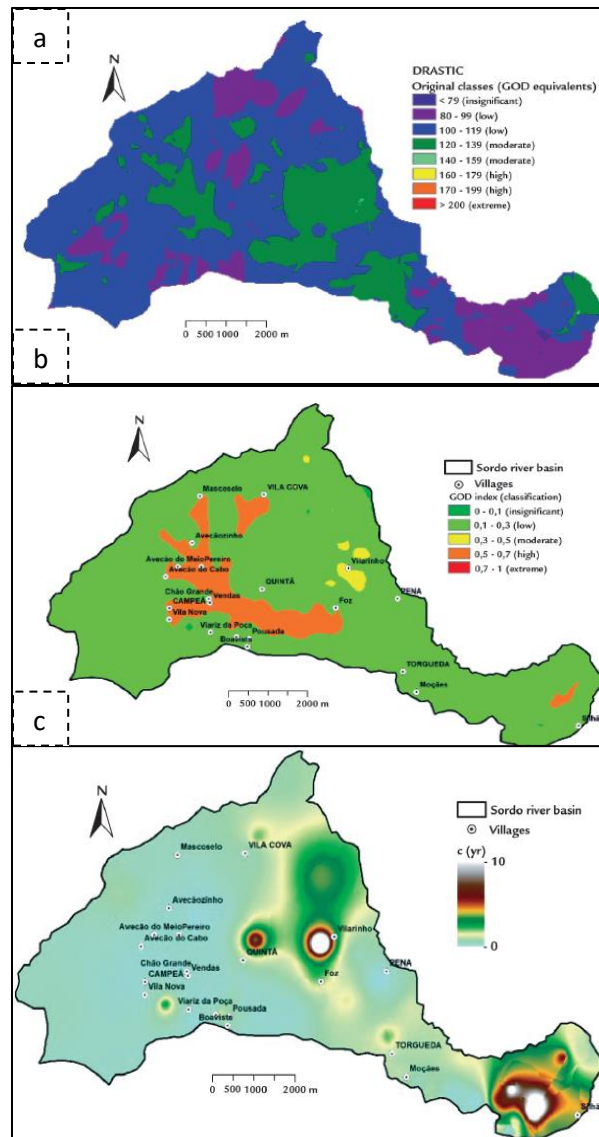 a
N
DRASTIC
Original classes (GOD equivalents)
< 79 (insignificant)
80 - 99 (low)
100 - 119 (low)
120 - 139 (moderate)
140 - 159 (moderate)
160 - 179 (high)
170 - 199 (high)
> 200 (extreme)
0 500 1000 2000 m
b
N
Sordo river basin
Villages
GOD index (classification)
0 - 0,1 (insignificant)
0,1 - 0,3 (low)
0,3 - 0,5 (moderate)
0,5 - 0,7 (high)
0,7 - 1 (extreme)
Mascoselo
VILA COVA
Avecãozinho
Avecão do Meio
Pereiro
Avecão do Cabo
Vilarinho
QUINTÃ
Chão Grande
CAMPEÃ
Vendas
PENA
Vila Nova
Foz
Viariz da Poça
Pousada
Boavista
TORGUEDA
Moções
0 500 1000 2000 m
c
N
Sordo river basin
Villages
c (yr)
10
0
Mascoselo
VILA COVA
Avecãozinho
Avecão do Meio
Pereiro
Avecão do Cabo
Vilarinho
QUINTÃ
Chão Grande
CAMPEÃ
Vendas
PENA
Vila Nova
Foz
Viariz da Poça
Pousada
Boavista
TORGUEDA
Moções
0 500 1000 2000 m